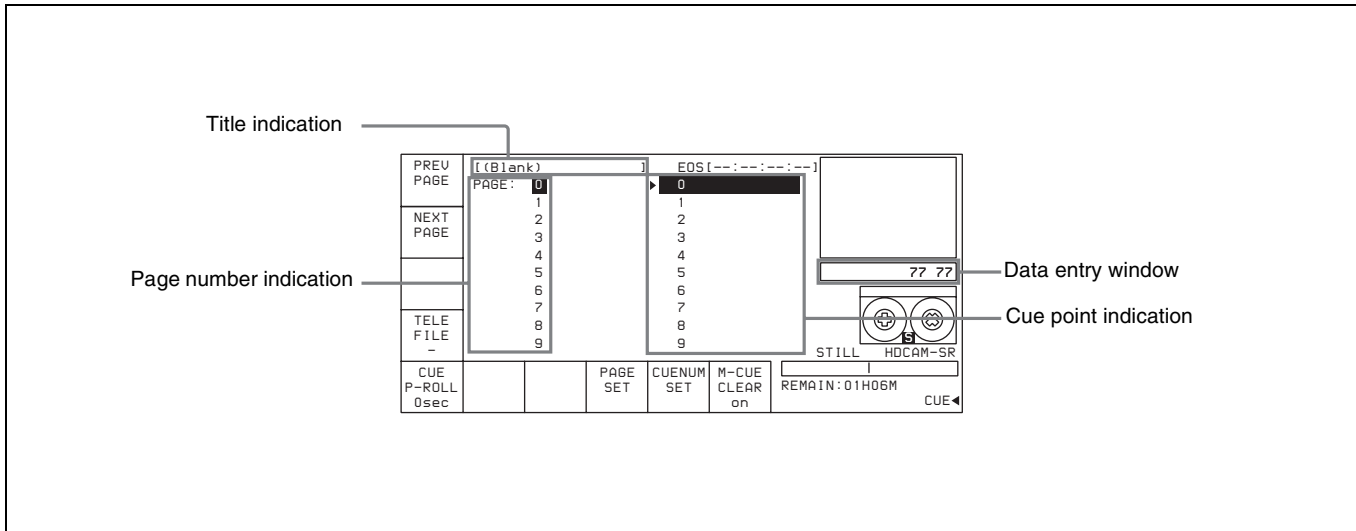 Title indication
PREV PAGE
[(Blank) ]
EOS[--:--:--:--]
PAGE: 0
1
2
3
4
5
6
7
8
9
▶ 0
1
2
3
4
5
6
7
8
9
NEXT PAGE
Page number indication
77 77
Data entry window
Cue point indication
TELE FILE -
S
STILL HDCAM-SR
CUE P-ROLL 0sec
PAGE SET
CUENUM SET
M-CUE CLEAR on
REMAIN:01H06M
CUE◀